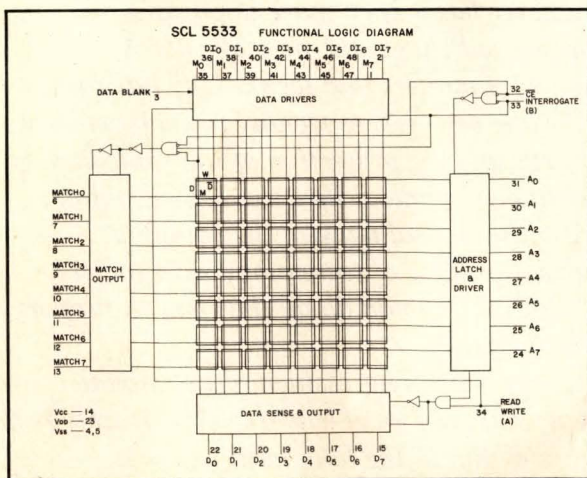 SCL 5533 FUNCTIONAL LOGIC DIAGRAM
DI0 DI1 DI2 DI3 DI4 DI5 DI6 DI7
36 38 40 42 44 46 48 2
M0 M1 M2 M3 M4 M5 M6 M7
35 37 39 41 43 45 47 1
DATA BLANK
3
DATA DRIVERS
32
CE
33
INTERROGATE
(B)
W
D D
M
MATCH0
6
MATCH1
7
MATCH2
8
MATCH3
9
MATCH4
10
MATCH5
11
MATCH6
12
MATCH7
13
MATCH
OUTPUT
ADDRESS
LATCH
&
DRIVER
31 A0
30 A1
29 A2
28 A3
27 A4
26 A5
25 A6
24 A7
DATA SENSE & OUTPUT
READ
34
WRITE
(A)
VCC — 14
VDD — 23
VSS — 4,5
22 21 20 19 18 17 16 15
D0 D1 D2 D3 D4 D5 D6 D7